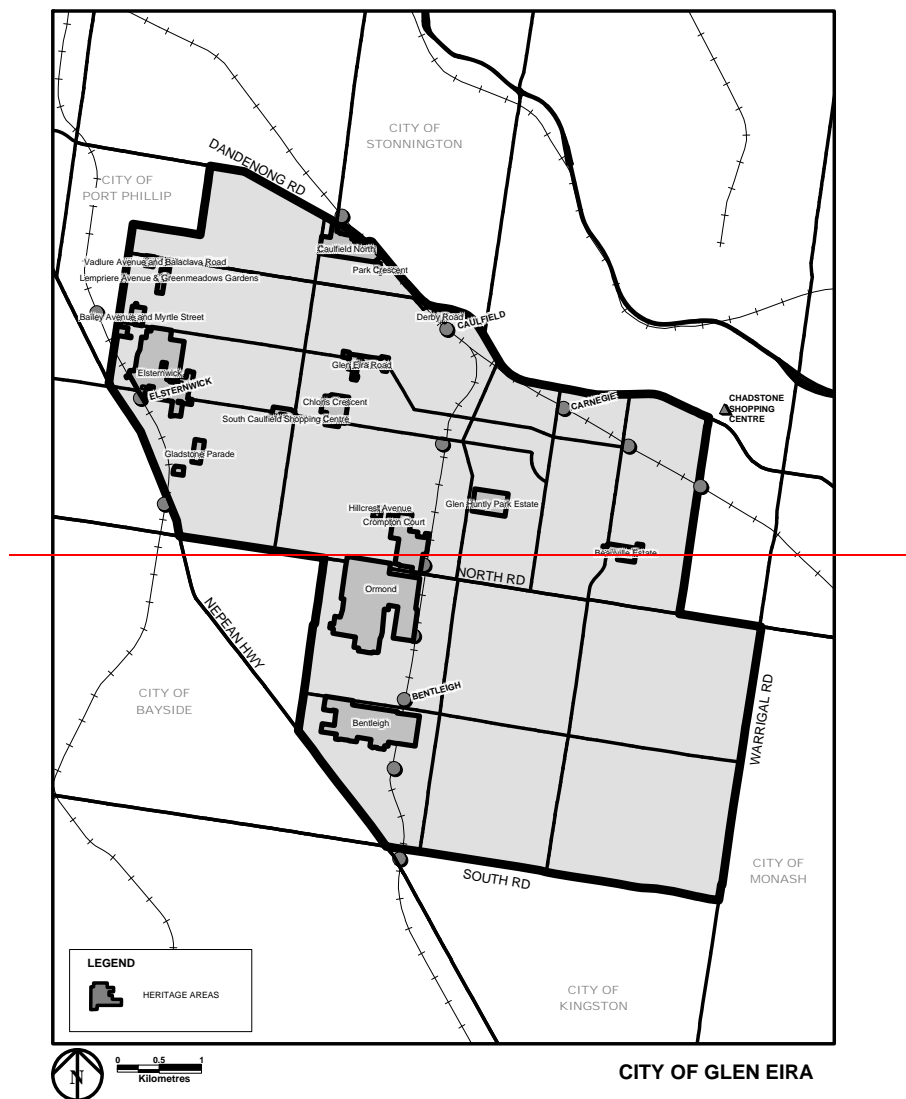 CITY OF
STONNINGTON
DANDENONG RD
CITY OF
PORT PHILLIP
Caulfield North
Vadlure Avenue and Balaclava Road
Park Crescent
Lempriere Avenue & Greenmeadows Gardens
Bailey Avenue and Myrtle Street
Derby Road
CAULFIELD
Glen Eira Road
Elsternwick
ELSTERNWICK
CARNEGIE
CHADSTONE
SHOPPING
CENTRE
Chloris Crescent
South Caulfield Shopping Centre
Gladstone Parade
Glen Huntly Park Estate
Hillcrest Avenue
Crompton Court
Beauville Estate
NORTH RD
Ormond
NEPEAN HWY
CITY OF
BAYSIDE
BENTLEIGH
Bentleigh
WARRIGAL RD
CITY OF
MONASH
SOUTH RD
LEGEND
HERITAGE AREAS
CITY OF
KINGSTON
N
0 0.5 1
Kilometres
CITY OF GLEN EIRA